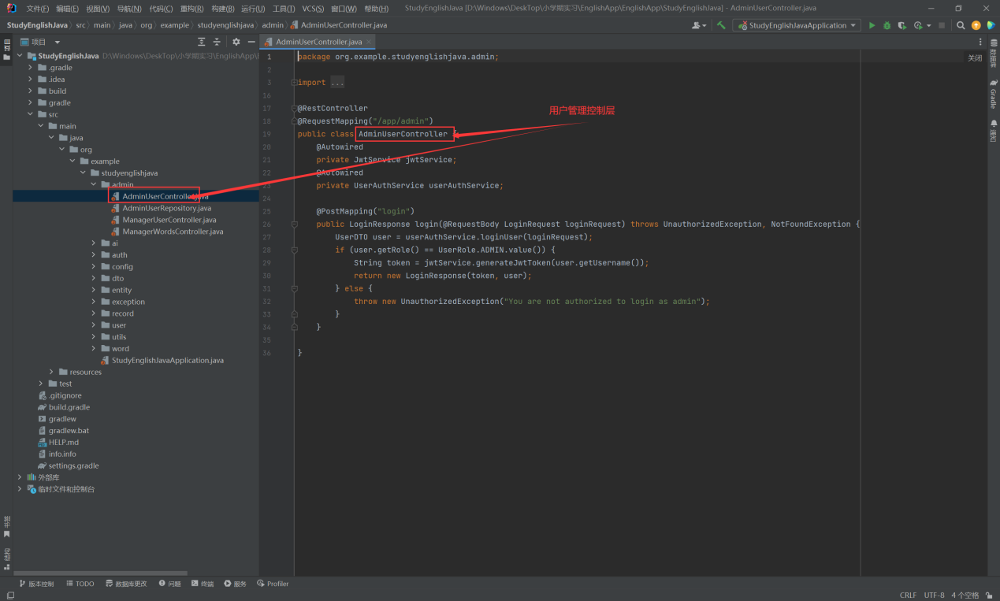 文件(F) 编辑(E) 视图(V) 导航(N) 代码(C) 重构(R) 构建(B) 运行(U) 工具(T) VCS(S) 窗口(W) 帮助(H) StudyEnglishJava [D:\Windows\DeskTop\小学期实习\EnglishApp\EnglishApp\StudyEnglishJava] - AdminUserController.java
StudyEnglishJava src main java org example studyenglishjava admin AdminUserController.java StudyEnglishJavaApplication
项目
项目
AdminUserController.java
StudyEnglishJava D:\Windows\DeskTop\小学期实习\EnglishApp\
.gradle
.idea
build
gradle
src
main
java
org
example
studyenglishjava
admin
AdminUserController.java
AdminUserRepository.java
ManagerUserController.java
ManagerWordsController.java
ai
auth
config
dto
entity
exception
record
user
utils
word
StudyEnglishJavaApplication.java
resources
test
.gitignore
build.gradle
gradlew
gradlew.bat
HELP.md
info.info
settings.gradle
外部库
临时文件和控制台
书签
结构
1 package org.example.studyenglishjava.admin;
2
3 import ...
16
17 @RestController
18 @RequestMapping("/app/admin")
19 public class AdminUserController {
20 @Autowired
21 private JwtService jwtService;
22 @Autowired
23 private UserAuthService userAuthService;
24
25 @PostMapping("login")
26 public LoginResponse login(@RequestBody LoginRequest loginRequest) throws UnauthorizedException, NotFoundException {
27 UserDTO user = userAuthService.loginUser(loginRequest);
28 if (user.getRole() == UserRole.ADMIN.value()) {
29 String token = jwtService.generateJwtToken(user.getUsername());
30 return new LoginResponse(token, user);
31 } else {
32 throw new UnauthorizedException("You are not authorized to login as admin");
33 }
34 }
35
36 }
用户管理控制层
关闭
数据库
Gradle
通知
版本控制 TODO 数据库更改 问题 终端 服务 Profiler
CRLF UTF-8 4 个空格